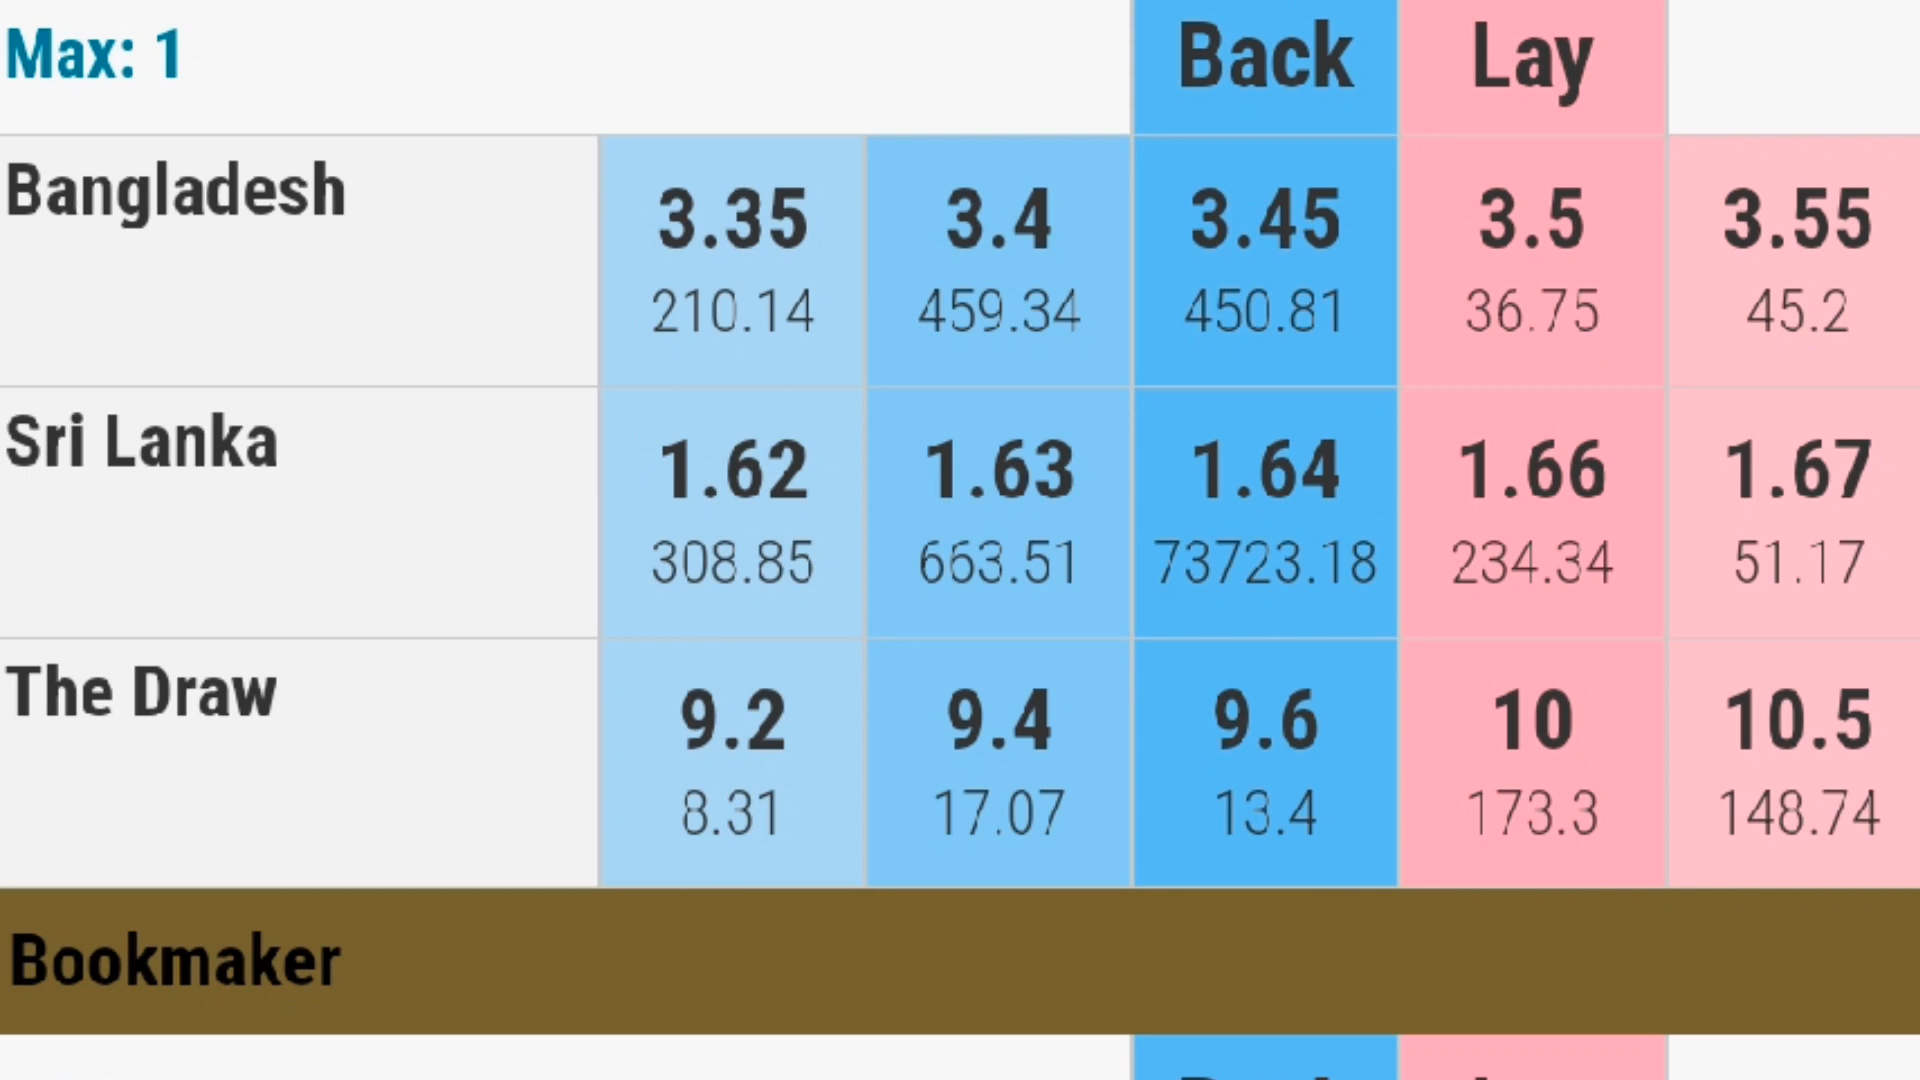 Max: 1 Back Lay
Bangladesh 3.35 3.4 3.45 3.5 3.55
210.14 459.34 450.81 36.75 45.2
Sri Lanka 1.62 1.63 1.64 1.66 1.67
308.85 663.51 73723.18 234.34 51.17
The Draw 9.2 9.4 9.6 10 10.5
8.31 17.07 13.4 173.3 148.74
Bookmaker